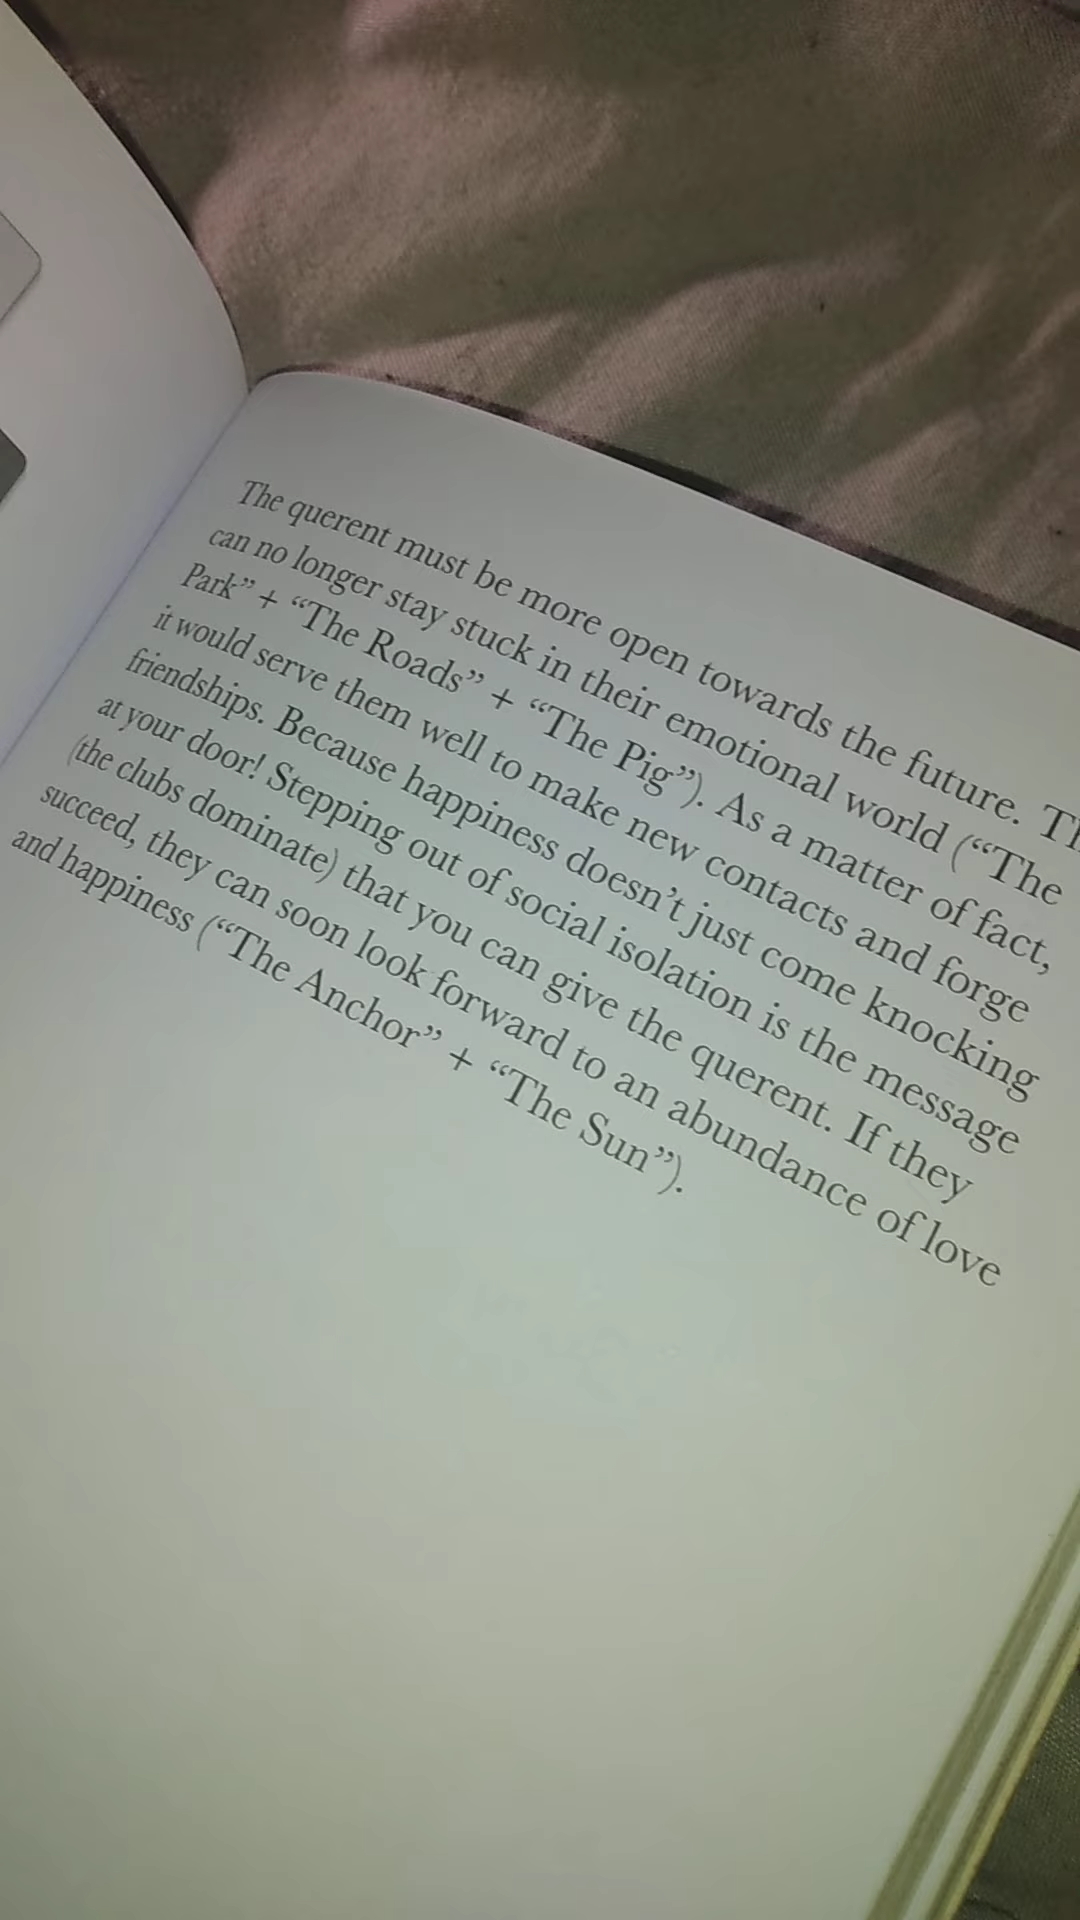 The querent must be more open towards the future.
can no longer stay stuck in their emotional world (“The
Park” + “The Roads” + “The Pig”). As a matter of fact,
it would serve them well to make new contacts and forge
friendships. Because happiness doesn’t just come knocking
at your door! Stepping out of social isolation is the message
(the clubs dominate) that you can give the querent. If they
succeed, they can soon look forward to an abundance of love
and happiness (“The Anchor” + “The Sun”).